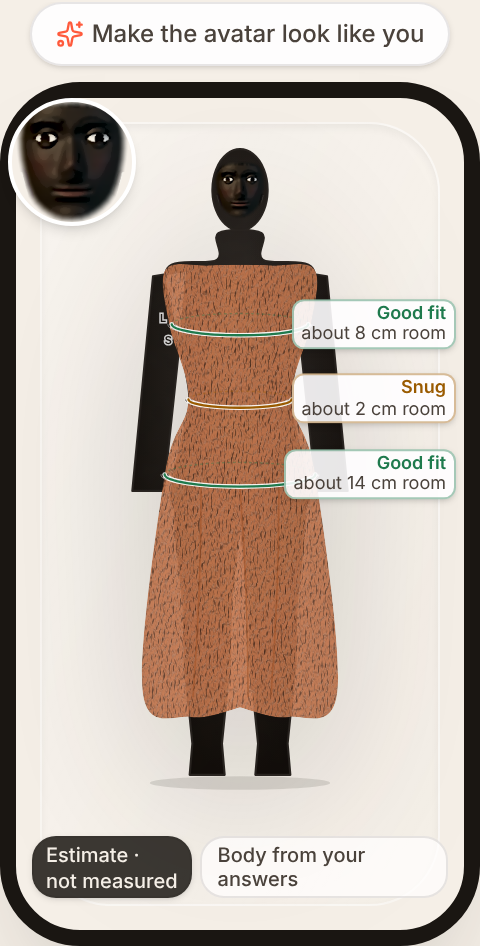 Make the avatar look like you
L
S
Good fit
about 8 cm room
Snug
about 2 cm room
Good fit
about 14 cm room
Estimate ·
not measured
Body from your
answers